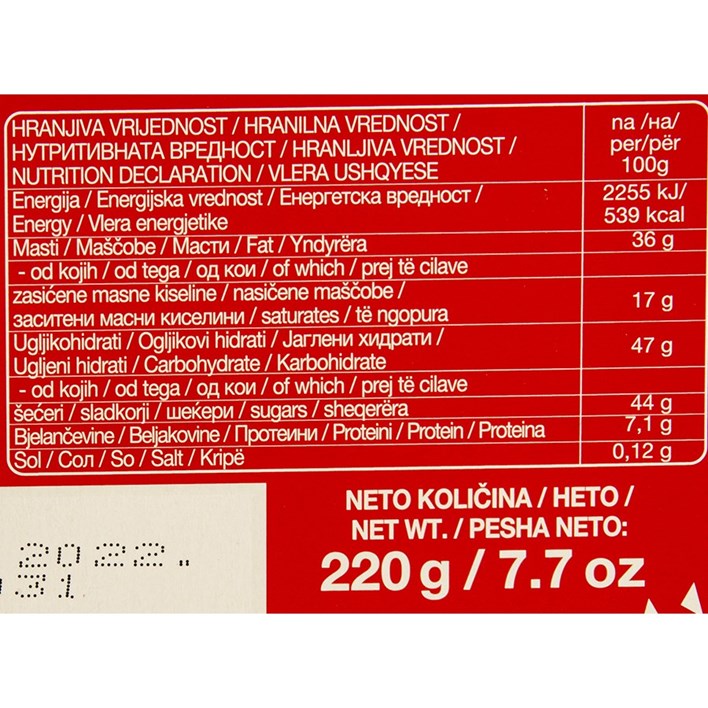 HRANJIVA VRIJEDNOST / HRANILNA VREDNOST /
НУТРИТИВНАТА ВРЕДНОСТ / HRANLJIVA VREDNOST /
NUTRITION DECLARATION / VLERA USHQYESE
na /на/
per/për
100g
Energija / Energijska vrednost / Енергетска вредност /
Energy / Vlera energjetike
2255 kJ/
539 kcal
Masti / Maščobe / Масти / Fat / Yndyrëra
36 g
- od kojih / od tega / од кои / of which / prej të cilave
zasićene masne kiseline / nasičene maščobe /
заситени масни киселини / saturates / të ngopura
17 g
Ugljikohidrati / Ogljikovi hidrati / Јаглени хидрати /
Ugljeni hidrati / Carbohydrate / Karbohidrate
47 g
- od kojih / od tega / од кои / of which / prej të cilave
šećeri / sladkorji / шеќери / sugars / sheqerëra
44 g
Bjelančevine / Beljakovine / Протеини / Proteini / Protein / Proteina
7,1 g
Sol / Сол / So / Salt / Kripë
0,12 g
NETO KOLIČINA / НЕТО /
NET WT. / PESHA NETO:
220 g / 7.7 oz
2022.
31